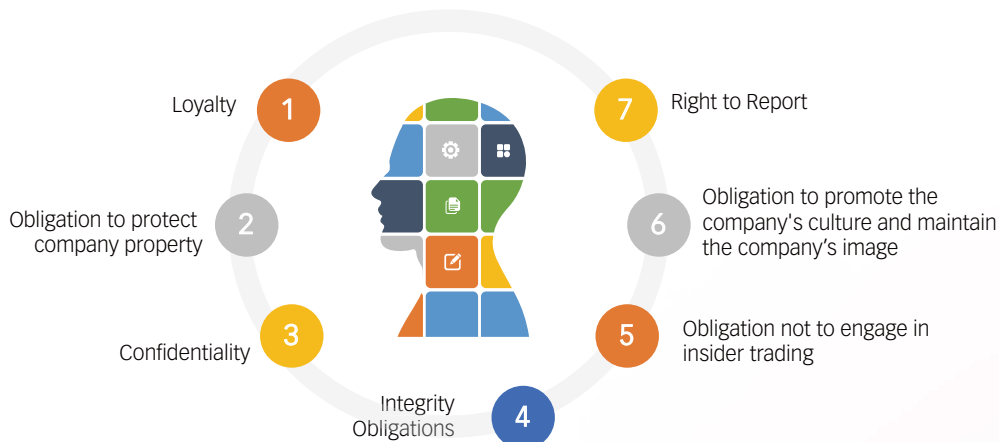 1
Loyalty
2
Obligation to protect
company property
3
Confidentiality
4
Integrity
Obligations
5
Obligation not to engage in
insider trading
6
Obligation to promote the
company's culture and maintain
the company’s image
7
Right to Report